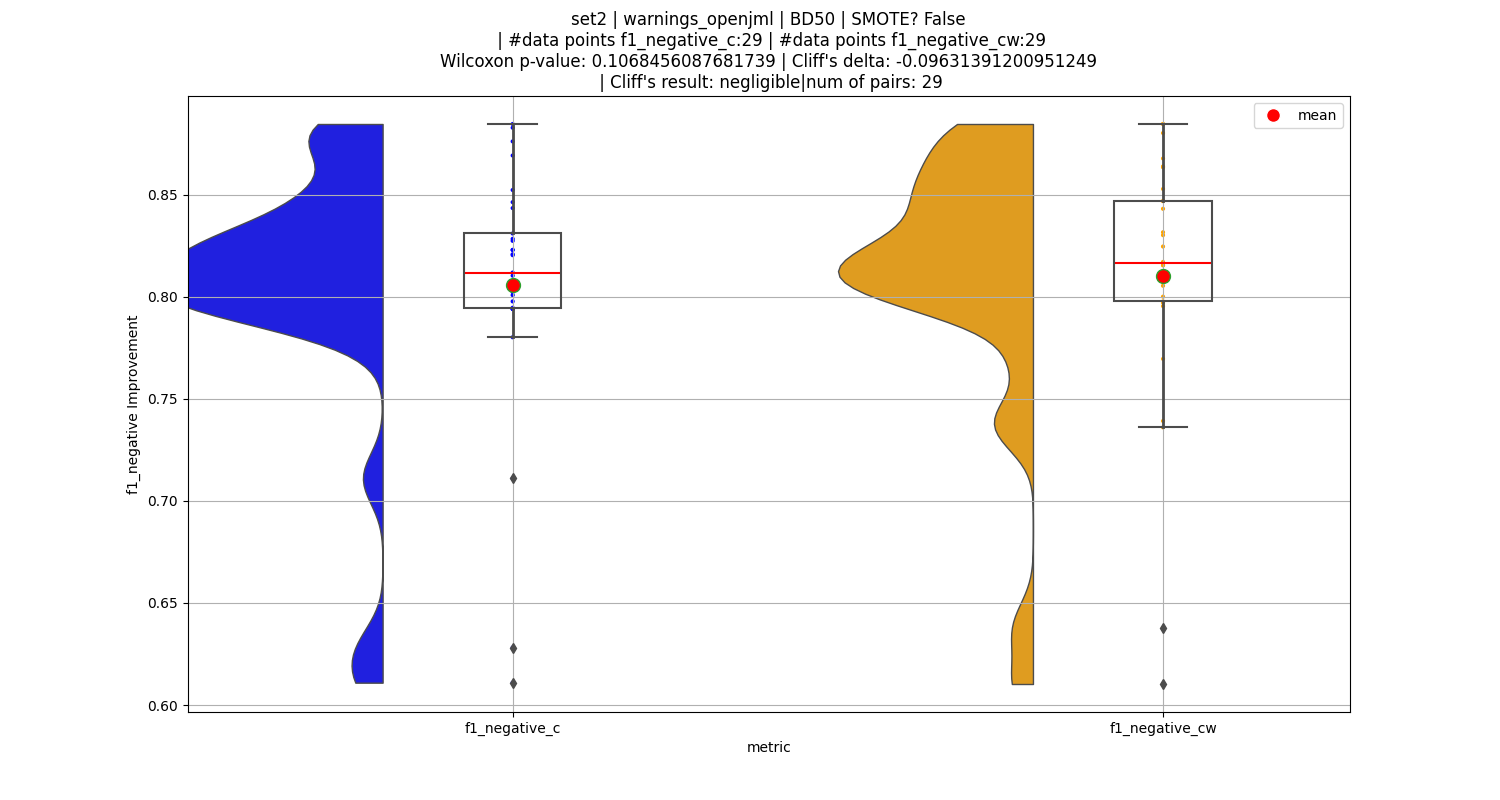 set2 | warnings_openjml | BD50 | SMOTE? False
| #data points f1_negative_c:29 | #data points f1_negative_cw:29
Wilcoxon p-value: 0.1068456087681739 | Cliff's delta: -0.09631391200951249
| Cliff's result: negligible|num of pairs: 29
mean
0.85
0.80
0.75
0.70
0.65
0.60
f1_negative Improvement
f1_negative_c
f1_negative_cw
metric